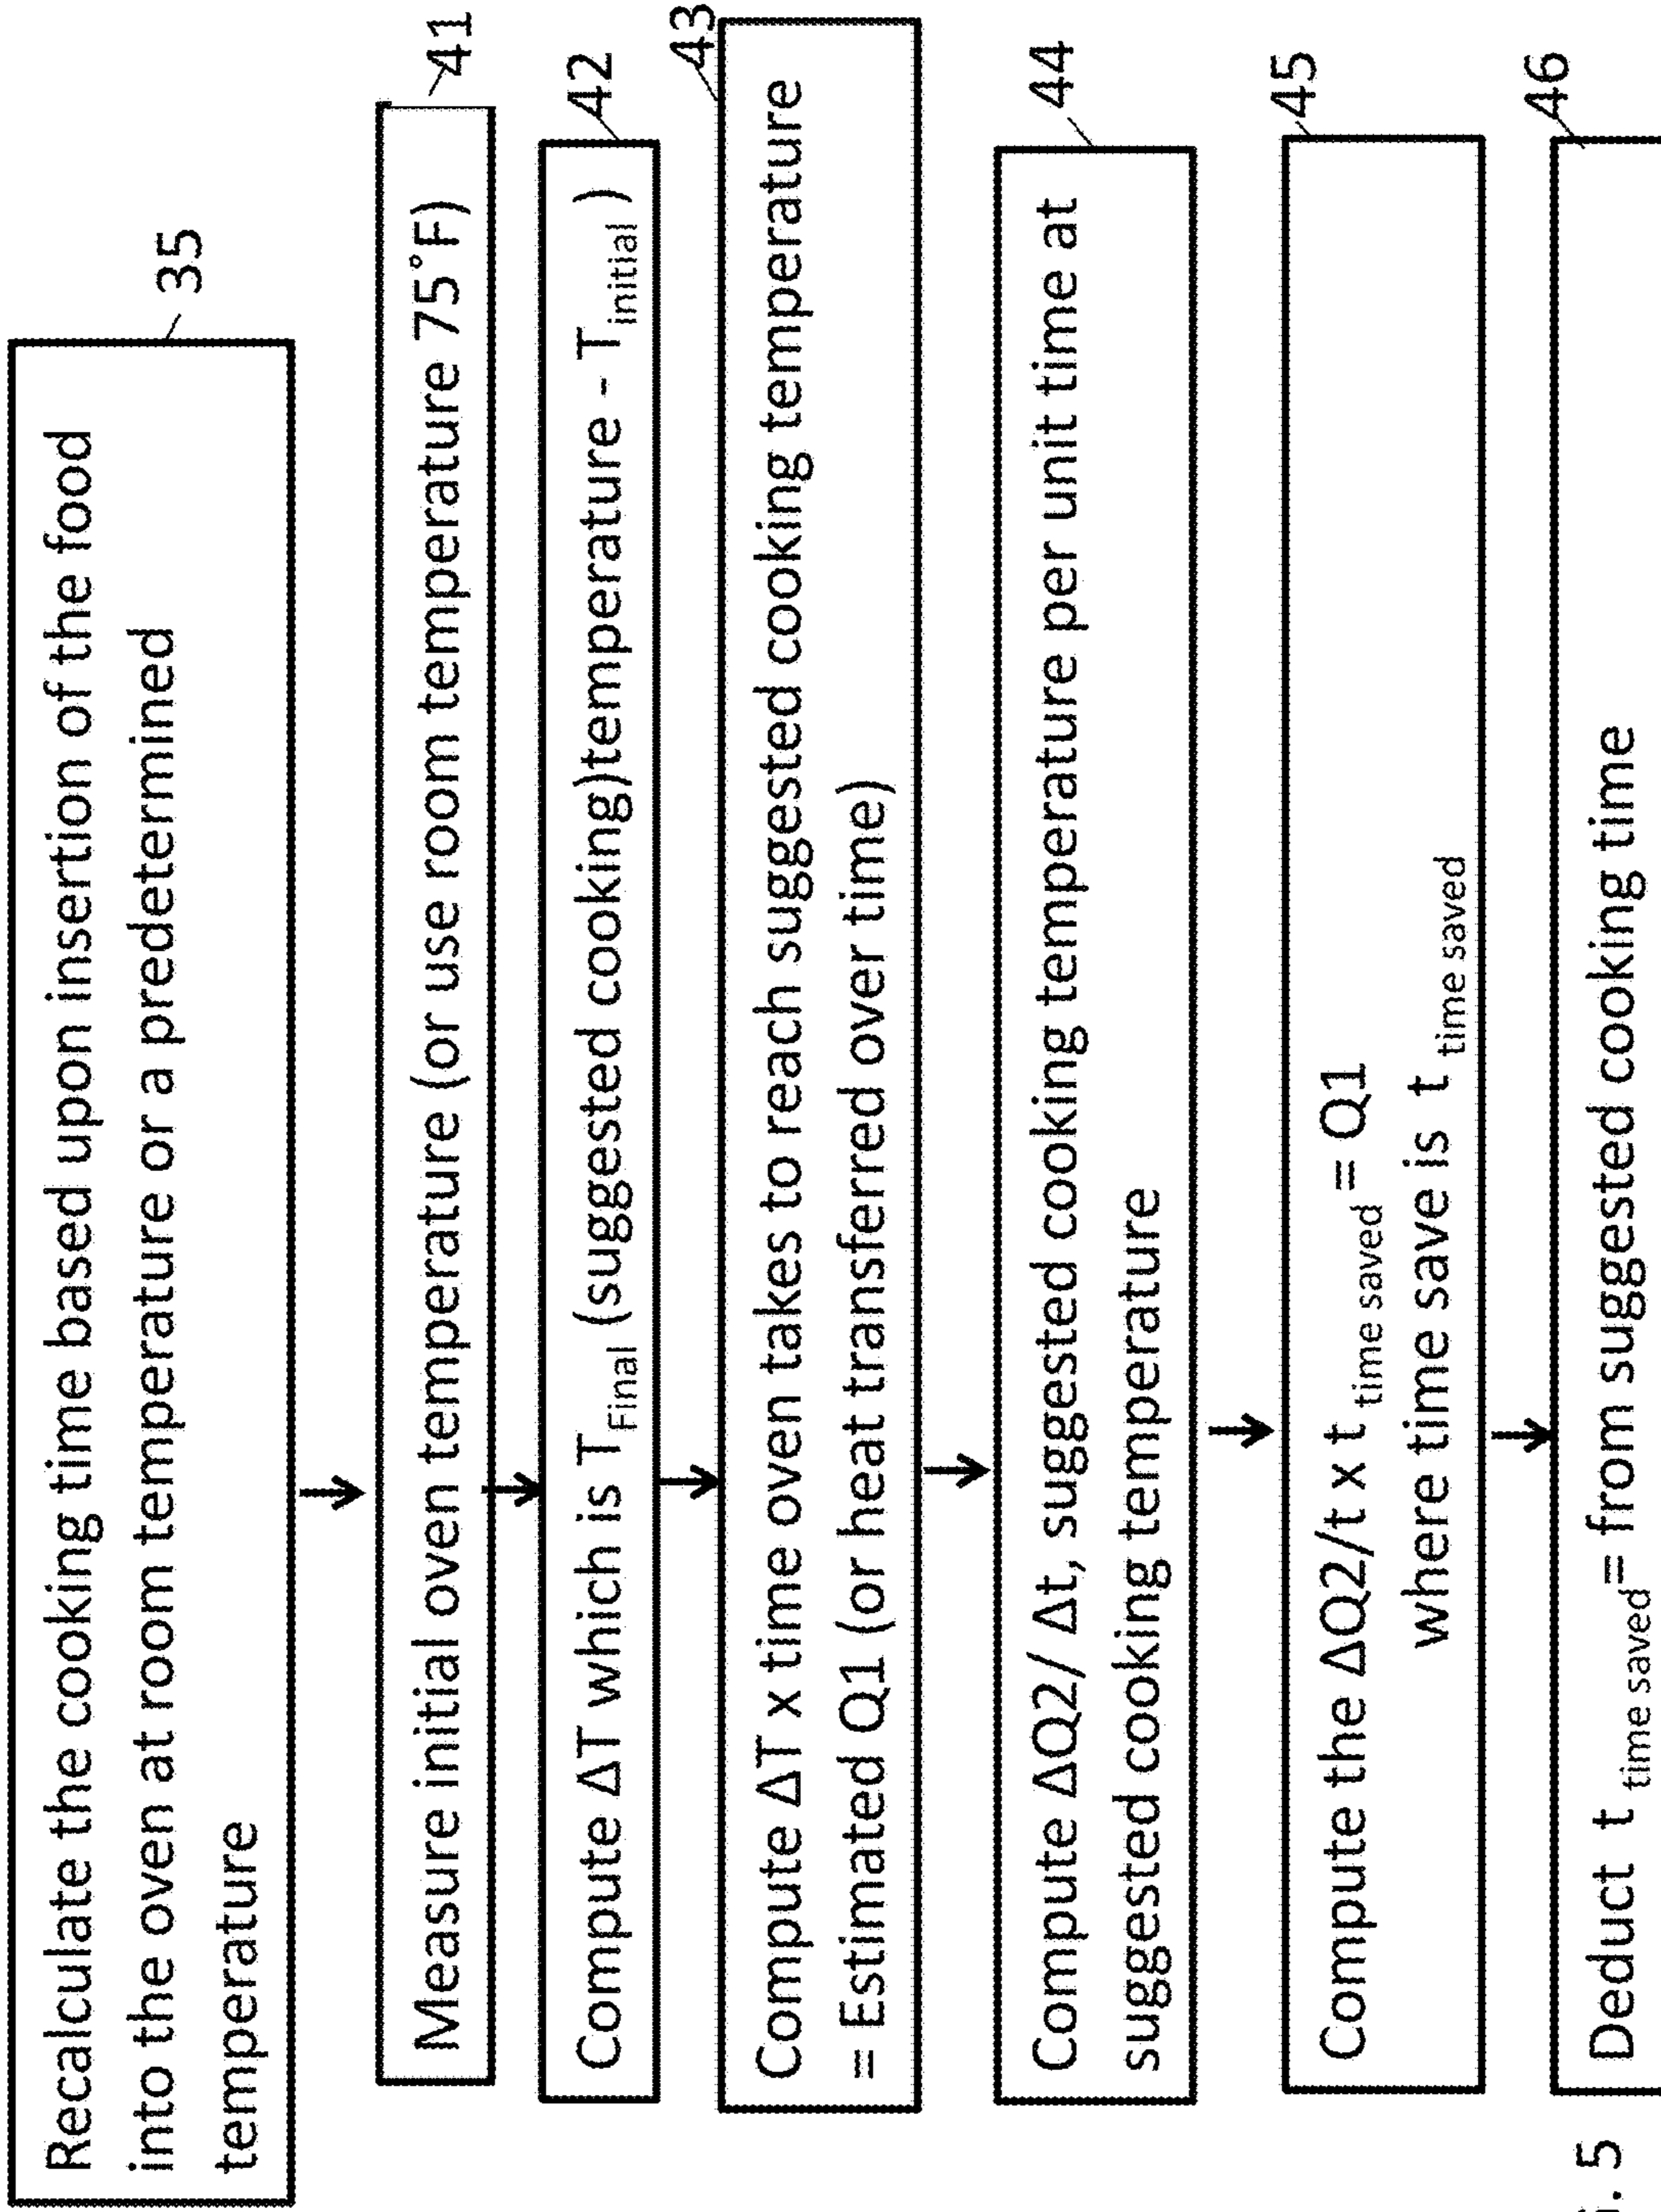 Recalculate the cooking time based upon insertion of the food
into the oven at room temperature or a predetermined
temperature
35
Measure initial oven temperature (or use room temperature 75°F)
41
Compute ΔT which is T Final (suggested cooking)temperature - T initial )
42
Compute ΔT x time oven takes to reach suggested cooking temperature
= Estimated Q1 (or heat transferred over time)
43
Compute ΔQ2/ Δt, suggested cooking temperature per unit time at
suggested cooking temperature
44
Compute the ΔQ2/t x t time saved = Q1
where time save is t time saved
45
Deduct t time saved = from suggested cooking time
46
. 5